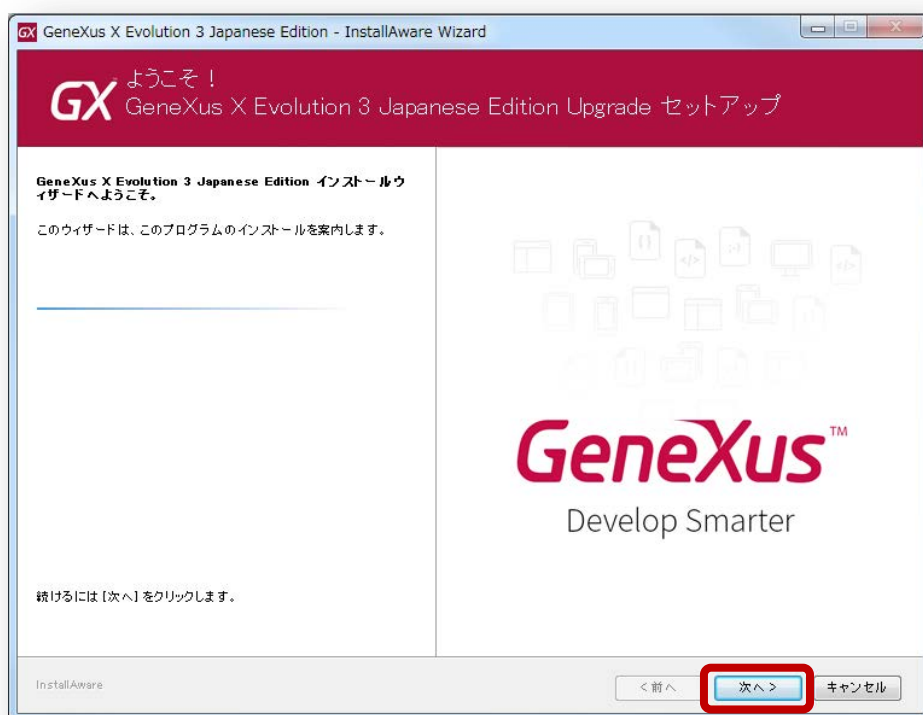 GX GeneXus X Evolution 3 Japanese Edition - InstallAware Wizard
GX ようこそ！
GeneXus X Evolution 3 Japanese Edition Upgrade セットアップ
GeneXus X Evolution 3 Japanese Edition インストールウ
ィザードへようこそ。
このウィザードは、このプログラムのインストールを案内します。
GeneXus™
Develop Smarter
続けるには [次へ] をクリックします。
InstallAware
< 前へ
次へ >
キャンセル